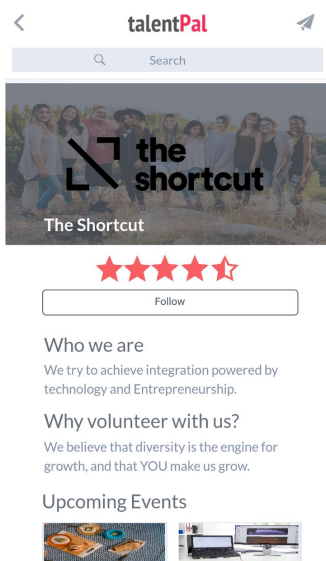 talentPal
Search
the
shortcut
The Shortcut
Follow
Who we are
We try to achieve integration powered by
technology and Entrepreneurship.
Why volunteer with us?
We believe that diversity is the engine for
growth, and that YOU make us grow.
Upcoming Events